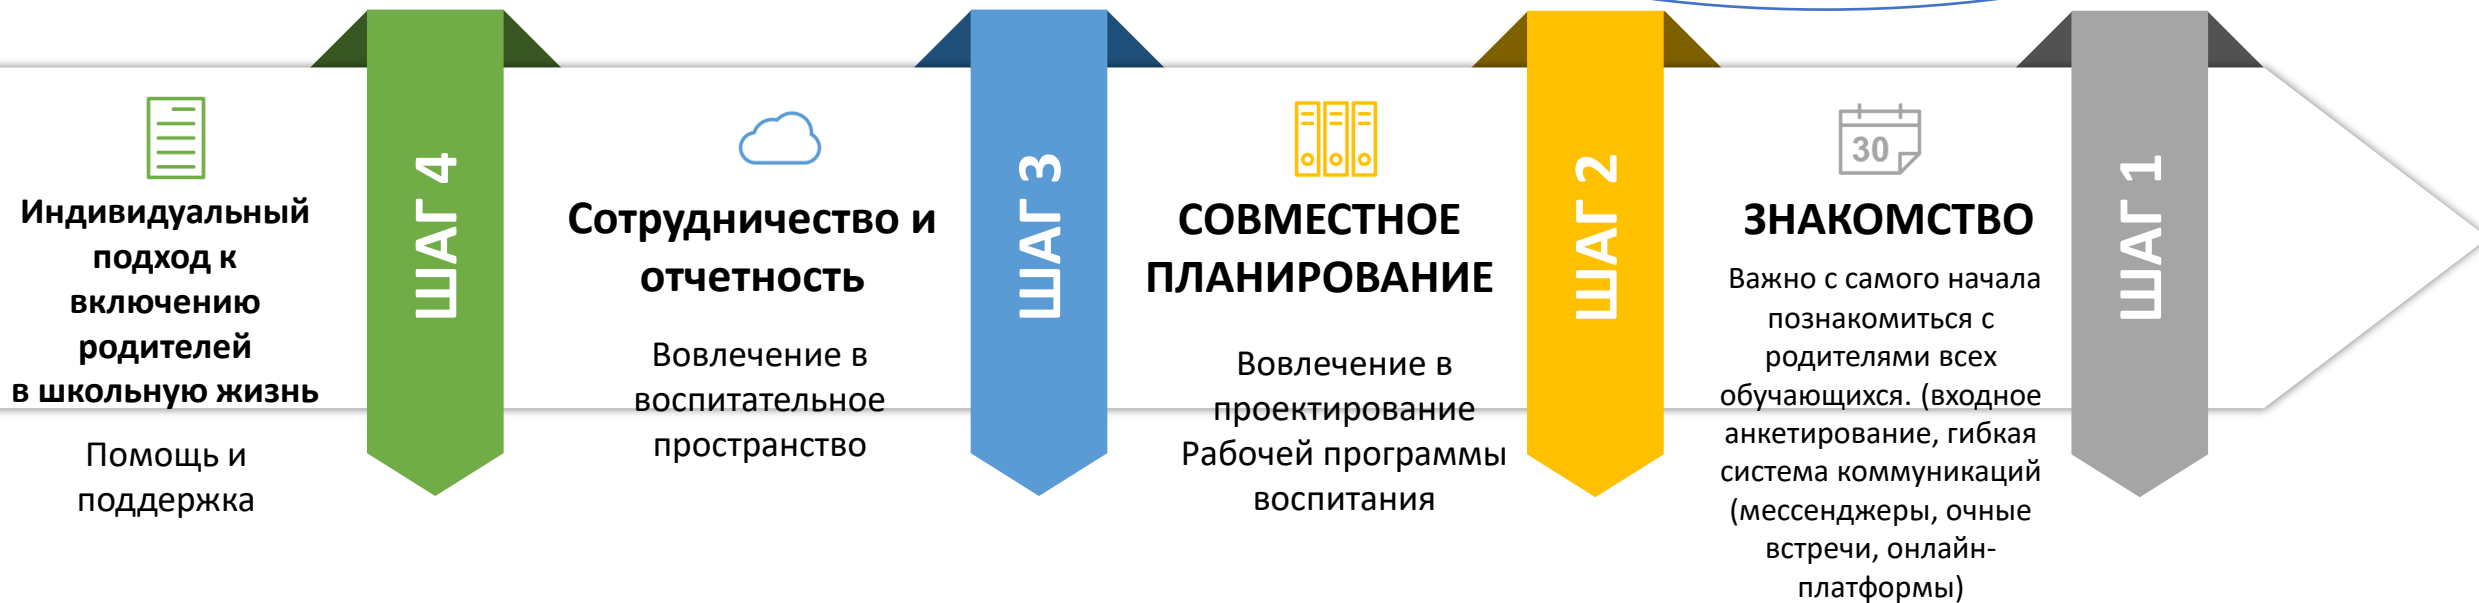 Индивидуальный
подход к
включению
родителей
в школьную жизнь
Помощь и
поддержка
ШАГ 4
Сотрудничество и
отчетность
Вовлечение в
воспитательное
пространство
ШАГ 3
СОВМЕСТНОЕ
ПЛАНИРОВАНИЕ
Вовлечение в
проектирование
Рабочей программы
воспитания
ШАГ 2
30
ЗНАКОМСТВО
Важно с самого начала
познакомиться с
родителями всех
обучающихся. (входное
анкетирование, гибкая
система коммуникаций
(мессенджеры, очные
встречи, онлайн-
платформы)
ШАГ 1